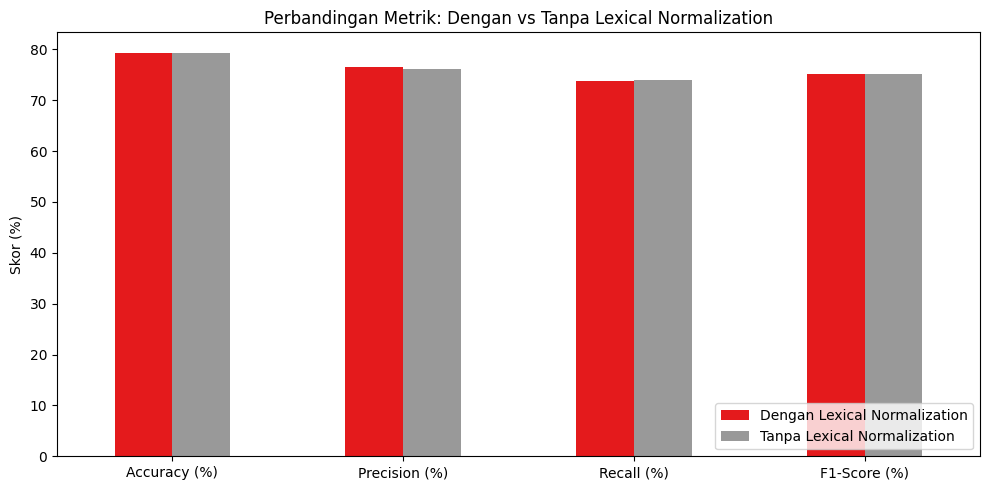 Perbandingan Metrik: Dengan vs Tanpa Lexical Normalization
Skor (%)
80
70
60
50
40
30
20
10
0
Accuracy (%)
Precision (%)
Recall (%)
F1-Score (%)
Dengan Lexical Normalization
Tanpa Lexical Normalization